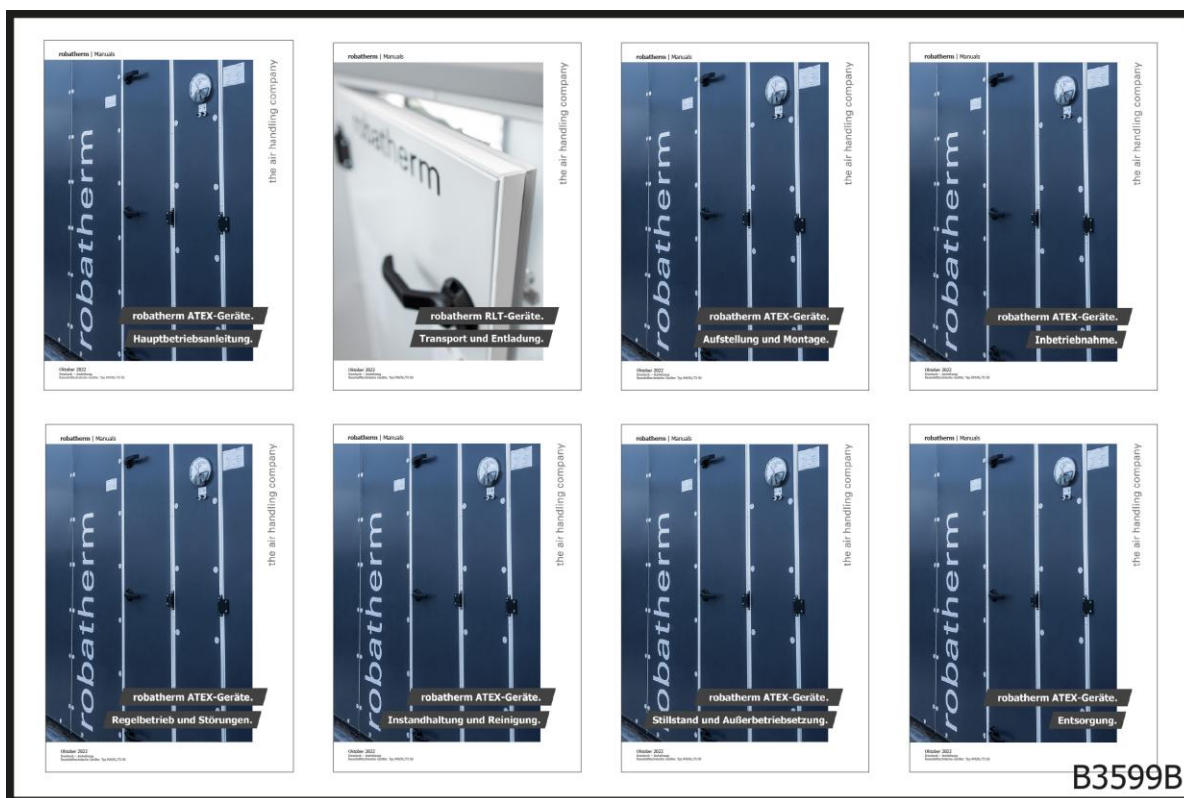 robatherm | Manuals
the air handling company
robatherm
robatherm ATEX-Geräte.
Hauptbetriebsanleitung.
Oktober 2022
robatherm | Manuals
the air handling company
robatherm
robatherm RLT-Geräte.
Transport und Entladung.
Oktober 2022
robatherm | Manuals
the air handling company
robatherm
robatherm ATEX-Geräte.
Aufstellung und Montage.
Oktober 2022
robatherm | Manuals
the air handling company
robatherm
robatherm ATEX-Geräte.
Inbetriebnahme.
Oktober 2022
robatherm | Manuals
the air handling company
robatherm
robatherm ATEX-Geräte.
Regelbetrieb und Störungen.
Oktober 2022
robatherm | Manuals
the air handling company
robatherm
robatherm ATEX-Geräte.
Instandhaltung und Reinigung.
Oktober 2022
robatherm | Manuals
the air handling company
robatherm
robatherm ATEX-Geräte.
Stillstand und Außerbetriebsetzung.
Oktober 2022
robatherm | Manuals
the air handling company
robatherm
robatherm ATEX-Geräte.
Entsorgung.
Oktober 2022
B3599B